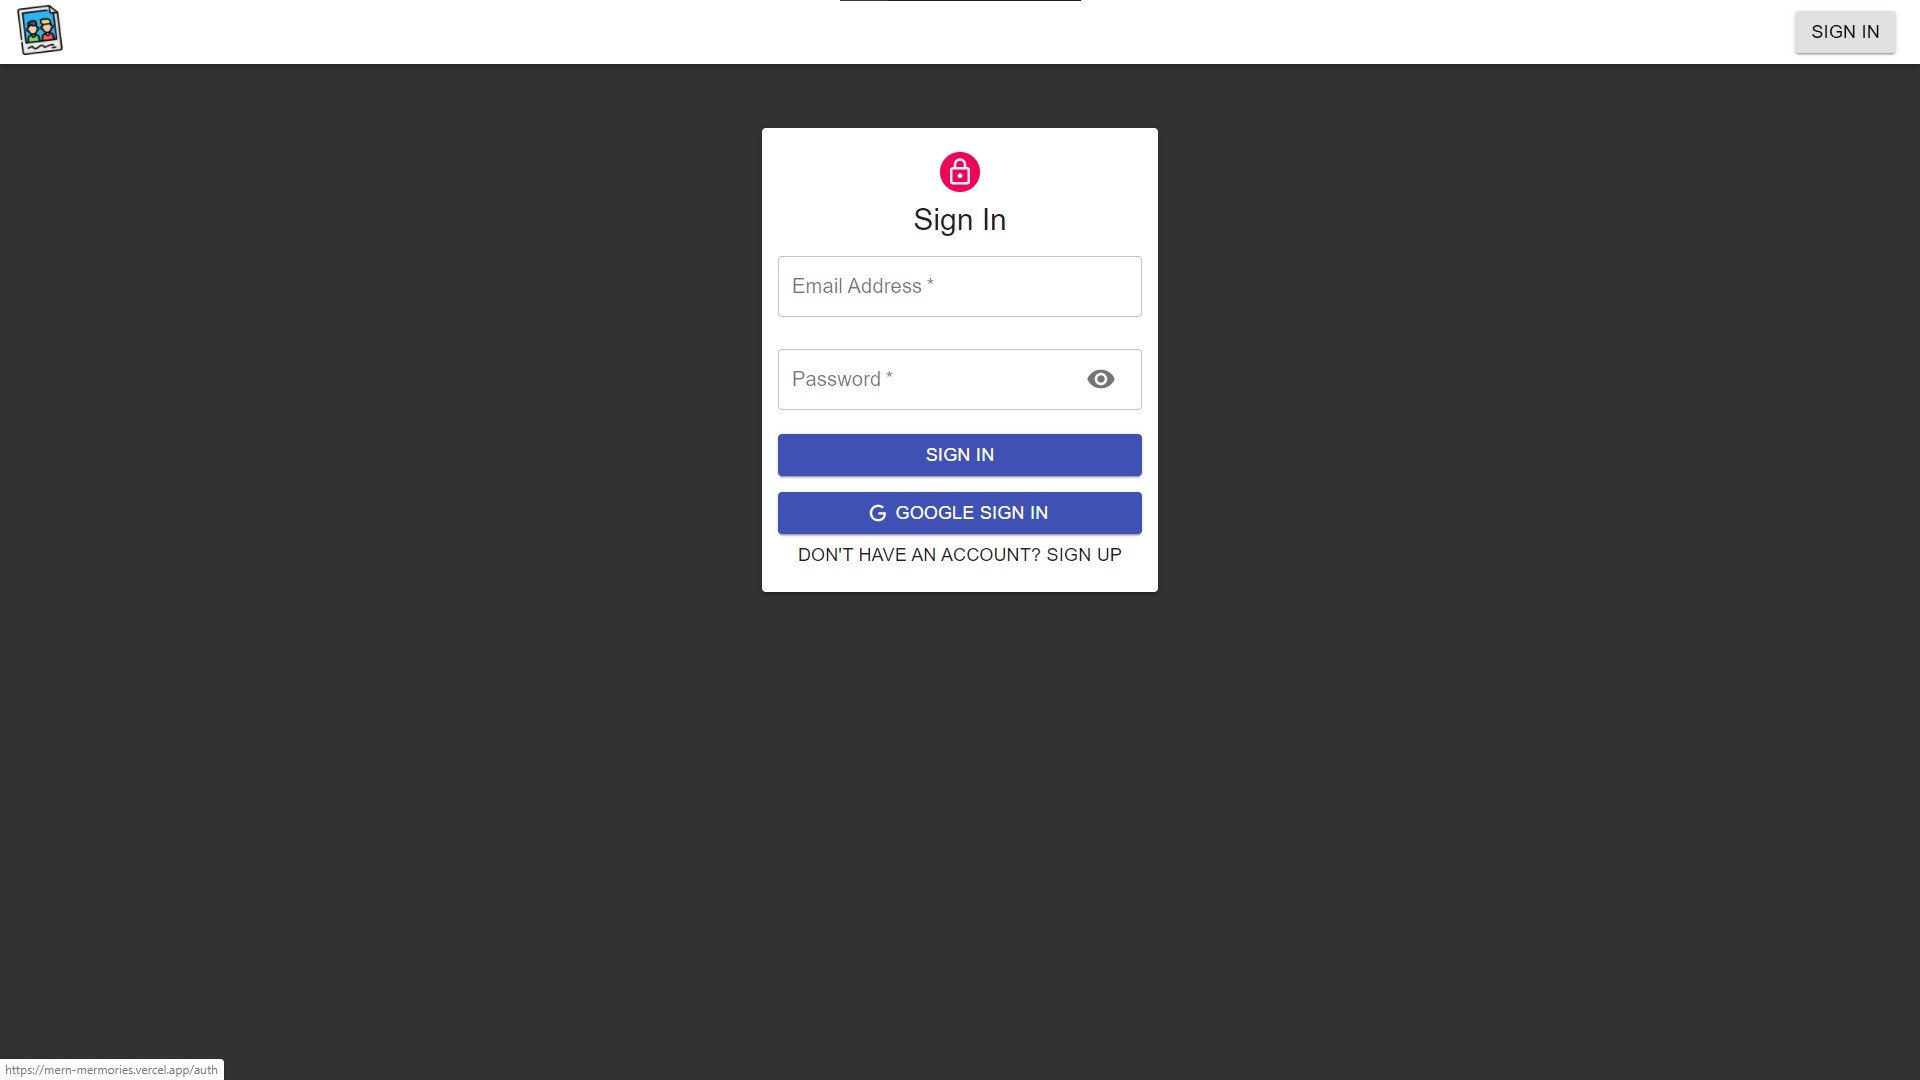 SIGN IN
Sign In
Email Address *
Password *
SIGN IN
GOOGLE SIGN IN
DON'T HAVE AN ACCOUNT? SIGN UP
https://mern-mermories.vercel.app/auth